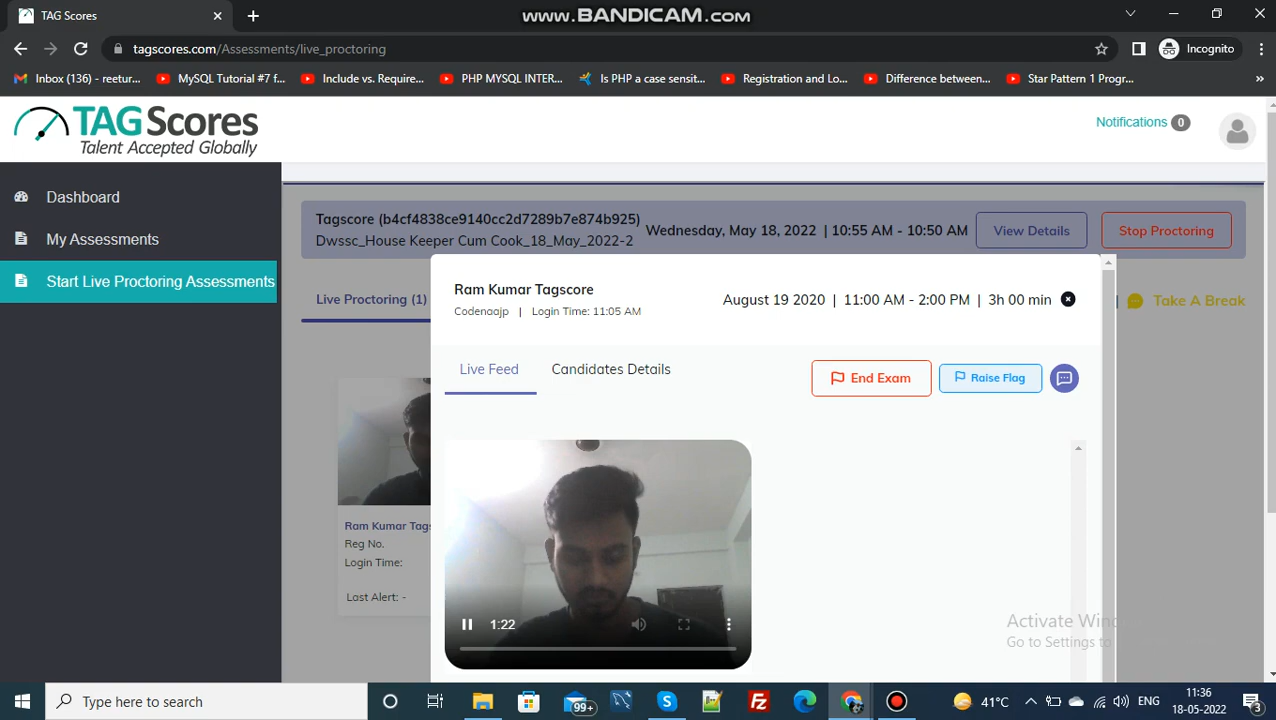 TAG Scores
www.BANDICAM.com
tagscores.com/Assessments/live_proctoring
Incognito
Inbox (136) - reetur...
MySQL Tutorial #7 f...
Include vs. Require...
PHP MYSQL INTER...
Is PHP a case sensit...
Registration and Lo...
Difference between...
Star Pattern 1 Progr...
»
TAGScores
Talent Accepted Globally
Notifications 0
Dashboard
My Assessments
Start Live Proctoring Assessments
Tagscore (b4cf4838ce9140cc2d7289b7e874b925)
Dwssc_House Keeper Cum Cook_18_May_2022-2
Wednesday, May 18, 2022 | 10:55 AM - 10:50 AM
View Details
Stop Proctoring
Live Proctoring (1)
| Take A Break
Ram Kumar Tagscore
Codenaajp | Login Time: 11:05 AM
August 19 2020 | 11:00 AM - 2:00 PM | 3h 00 min
Live Feed
Candidates Details
End Exam
Raise Flag
Ram Kumar Tags
Reg No.
Login Time:
Last Alert: -
1:22
Activate Win
Go to Settings to
Type here to search
99+
41°C
ENG
11:36
18-05-2022
3